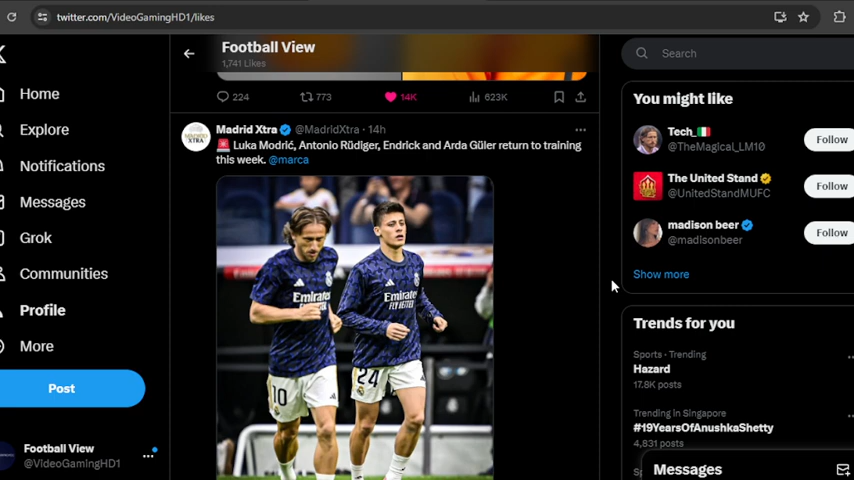 twitter.com/VideoGamingHD1/likes
Football View
1,741 Likes
224
773
14K
623K
Home
Explore
Notifications
Messages
Grok
Communities
Profile
More
Post
Football View
@VideoGamingHD1
MADRID XTRA
Madrid Xtra @MadridXtra · 14h
🚨 Luka Modrić, Antonio Rüdiger, Endrick and Arda Güler return to training
this week. @marca
Emirates
FLY BETTER
10
Emirates
FLY BETTER
24
Search
You might like
Tech_🇮🇹
@TheMagical_LM10
Follow
The United Stand
@UnitedStandMUFC
Follow
madison beer
@madisonbeer
Follow
Show more
Trends for you
Sports · Trending
Hazard
17.8K posts
Trending in Singapore
#19YearsOfAnushkaShetty
4,831 posts
Messages